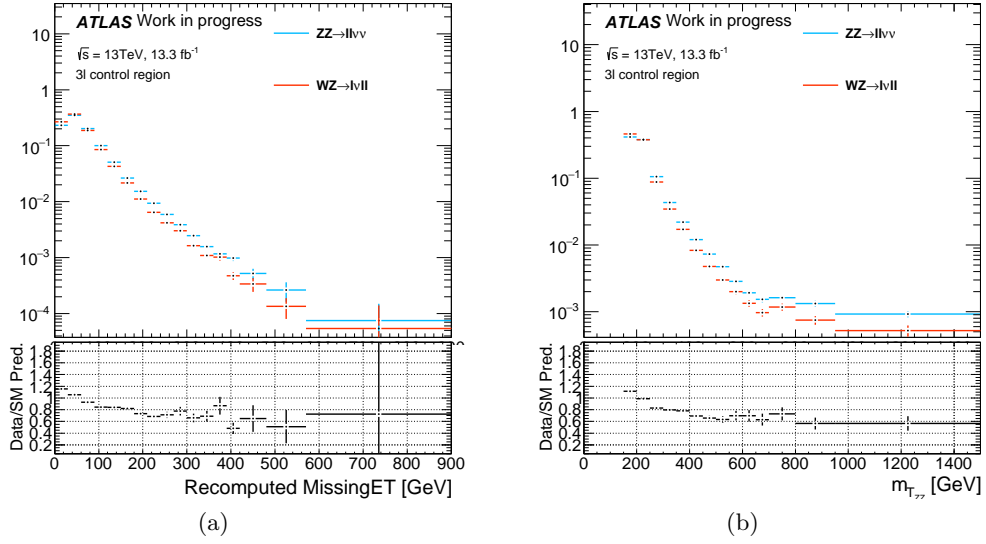 ATLAS Work in progress
√s = 13TeV, 13.3 fb⁻¹
3l control region
ZZ→llνν
WZ→lνll
10
1
10⁻¹
10⁻²
10⁻³
10⁻⁴
Data/SM Pred.
1.8
1.6
1.4
1.2
1.0
0.8
0.6
0.4
0.2
0 100 200 300 400 500 600 700 800 900
Recomputed MissingET [GeV]
(a)
ATLAS Work in progress
√s = 13TeV, 13.3 fb⁻¹
3l control region
ZZ→llνν
WZ→lνll
10
1
10⁻¹
10⁻²
10⁻³
Data/SM Pred.
1.8
1.6
1.4
1.2
1.0
0.8
0.6
0.4
0.2
0 200 400 600 800 1000 1200 1400
m_T_ZZ [GeV]
(b)